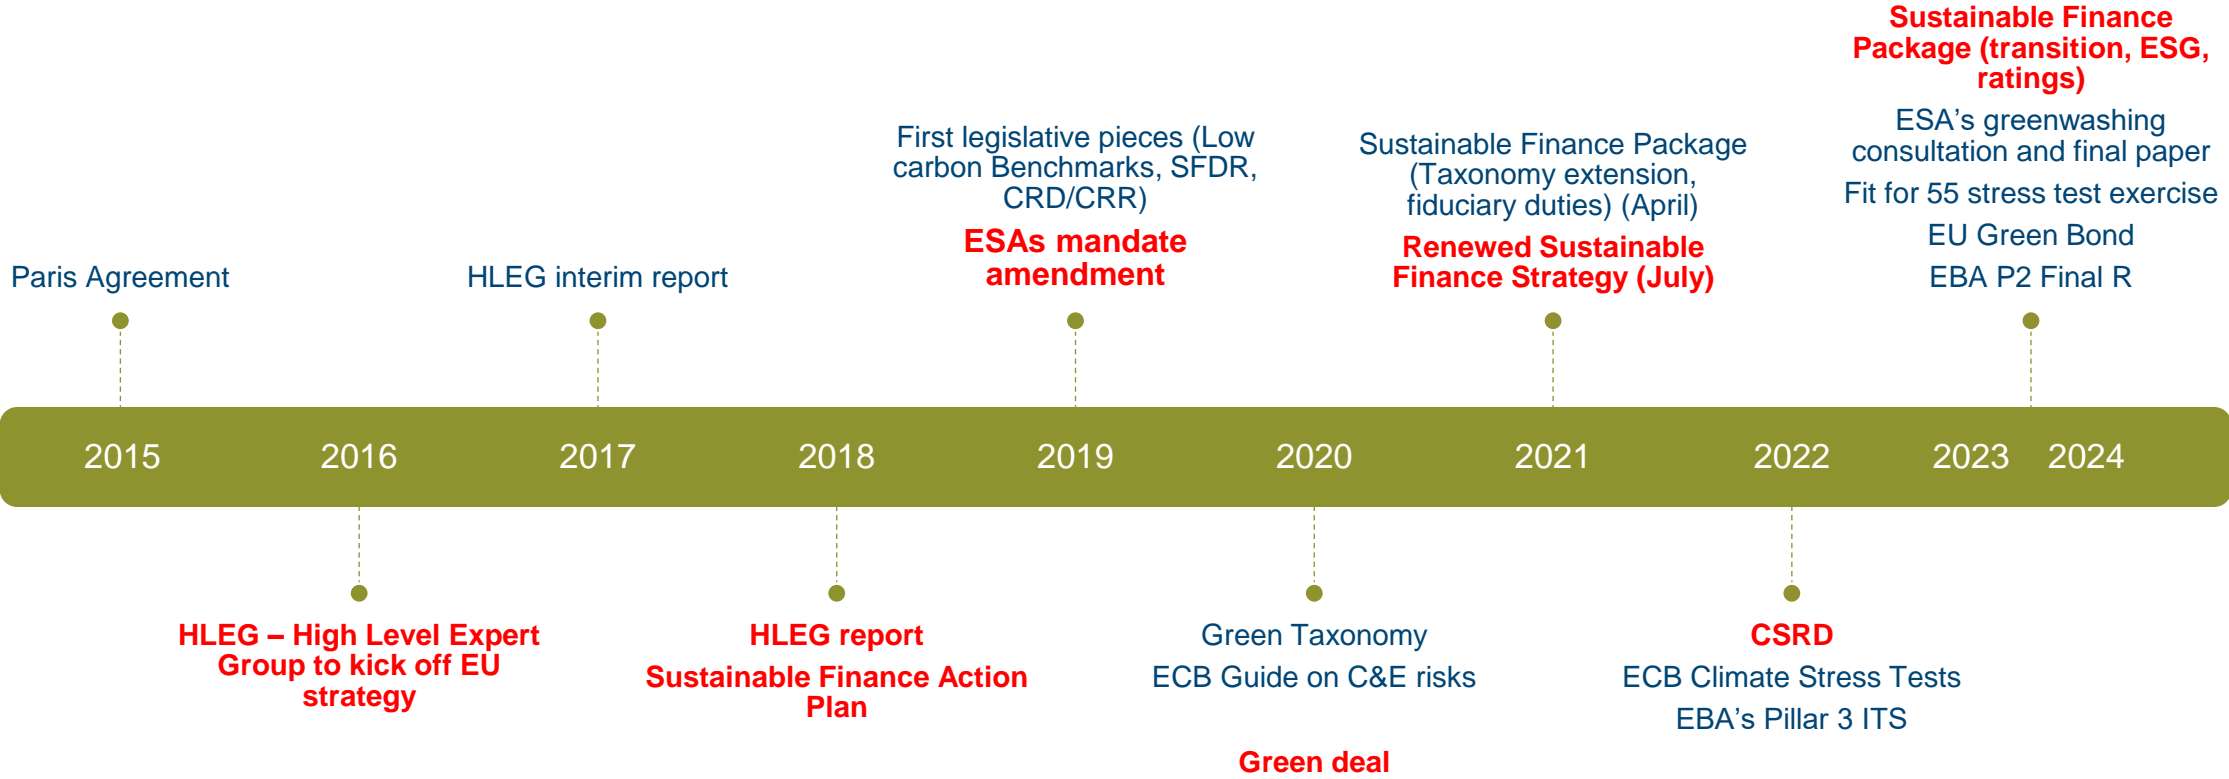 Sustainable Finance
Package (transition, ESG,
ratings)
ESA’s greenwashing
consultation and final paper
Fit for 55 stress test exercise
EU Green Bond
EBA P2 Final R
First legislative pieces (Low
carbon Benchmarks, SFDR,
CRD/CRR)
ESAs mandate
amendment
Sustainable Finance Package
(Taxonomy extension,
fiduciary duties) (April)
Renewed Sustainable
Finance Strategy (July)
Paris Agreement
HLEG interim report
2015
2016
2017
2018
2019
2020
2021
2022
2023
2024
HLEG – High Level Expert
Group to kick off EU
strategy
HLEG report
Sustainable Finance Action
Plan
Green Taxonomy
ECB Guide on C&E risks
Green deal
CSRD
ECB Climate Stress Tests
EBA’s Pillar 3 ITS